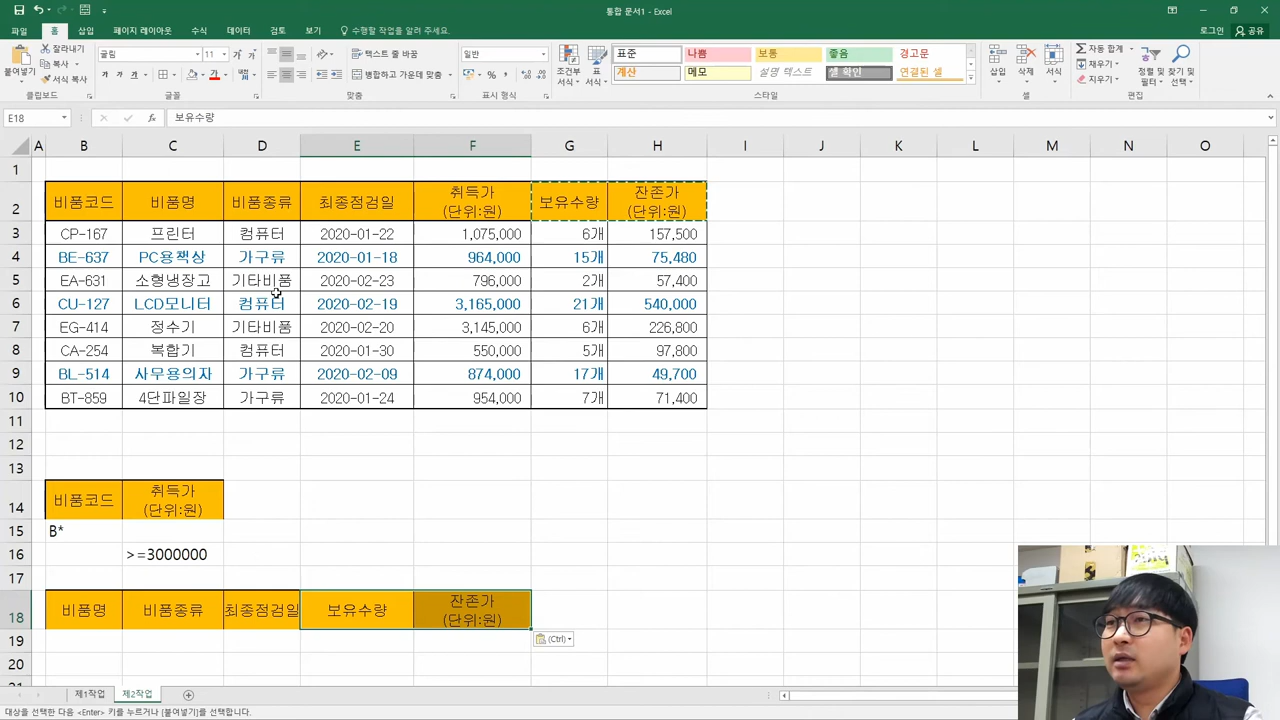 통합 문서1 - Excel
파일 홈 삽입 페이지 레이아웃 수식 데이터 검토 보기 수행할 작업을 알려 주세요. 로그인 공유
붙여넣기 잘라내기 복사 서식 복사 굴림 11 텍스트 줄 바꿈 병합하고 가운데 맞춤 일반
조건부 서식 표 서식 표준 나쁨 보통 좋음 경고문
계산 메모 설명 텍스트 셀 확인 연결된 셀
삽입 삭제 서식 자동 합계 채우기 지우기 정렬 및 필터 찾기 및 선택
클립보드 글꼴 맞춤 표시 형식 스타일 셀 편집
E18 보유수량
A B C D E F G H I J K L M N O
1
2 비품코드 비품명 비품종류 최종점검일 취득가 (단위:원) 보유수량 잔존가 (단위:원)
3 CP-167 프린터 컴퓨터 2020-01-22 1,075,000 6개 157,500
4 BE-637 PC용책상 가구류 2020-01-18 964,000 15개 75,480
5 EA-631 소형냉장고 기타비품 2020-02-23 796,000 2개 57,400
6 CU-127 LCD모니터 컴퓨터 2020-02-19 3,165,000 21개 540,000
7 EG-414 정수기 기타비품 2020-02-20 3,145,000 6개 226,800
8 CA-254 복합기 컴퓨터 2020-01-30 550,000 5개 97,800
9 BL-514 사무용의자 가구류 2020-02-09 874,000 17개 49,700
10 BT-859 4단파일장 가구류 2020-01-24 954,000 7개 71,400
11
12
13
14 비품코드 취득가 (단위:원)
15 B*
16 >=3000000
17
18 비품명 비품종류 최종점검일 보유수량 잔존가 (단위:원)
19 (Ctrl)
20
제1작업 제2작업
대상을 선택한 다음 <Enter> 키를 누르거나 [붙여넣기]를 선택합니다.